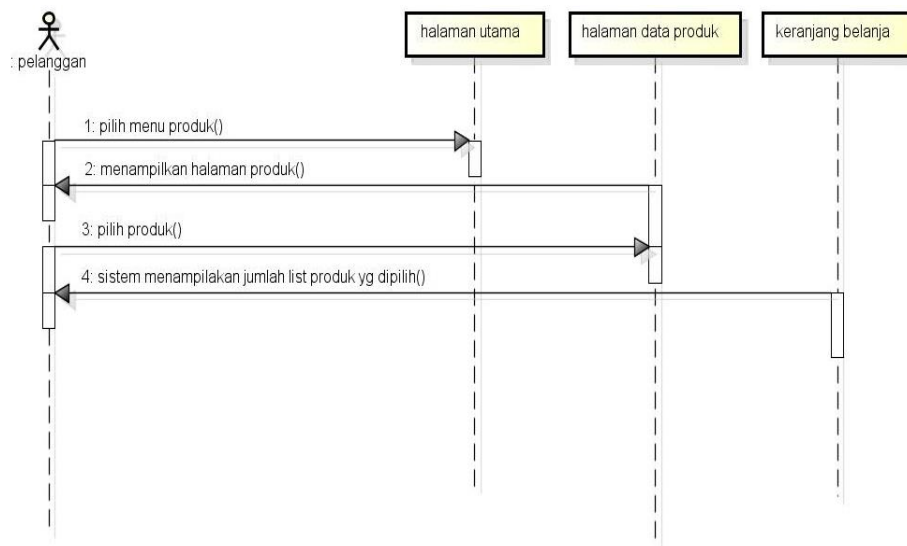 halaman utama
halaman data produk
keranjang belanja
: pelanggan
1: pilih menu produk()
2: menampilkan halaman produk()
3: pilih produk()
4: sistem menampilakan jumlah list produk yg dipilih()